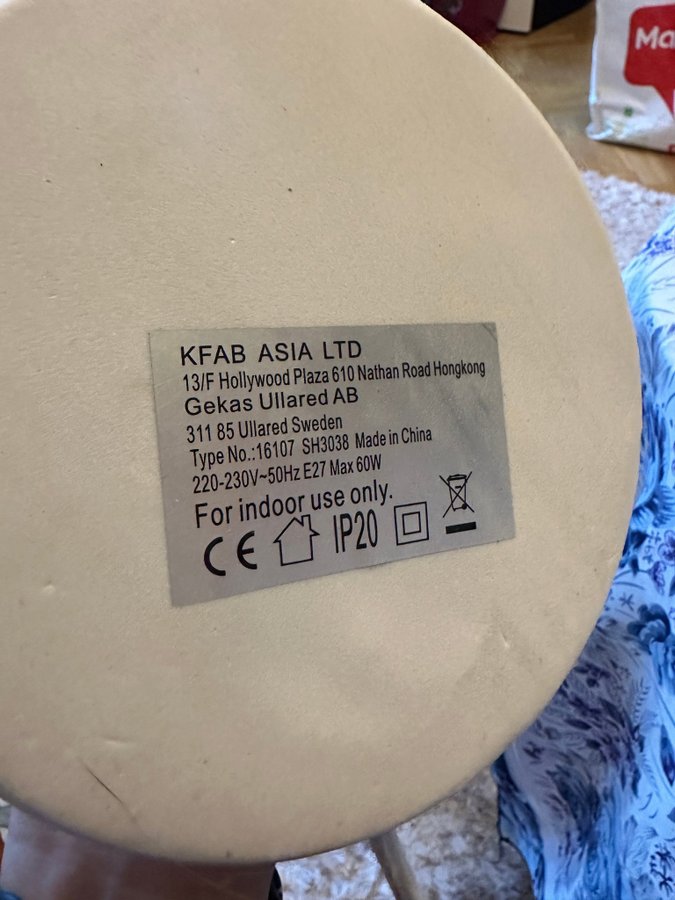 KFAB ASIA LTD
13/F Hollywood Plaza 610 Nathan Road Hongkong
Gekas Ullared AB
311 85 Ullared Sweden
Type No.:16107 SH3038 Made in China
220-230V~50Hz E27 Max 60W
For indoor use only.
CE IP20
Ma